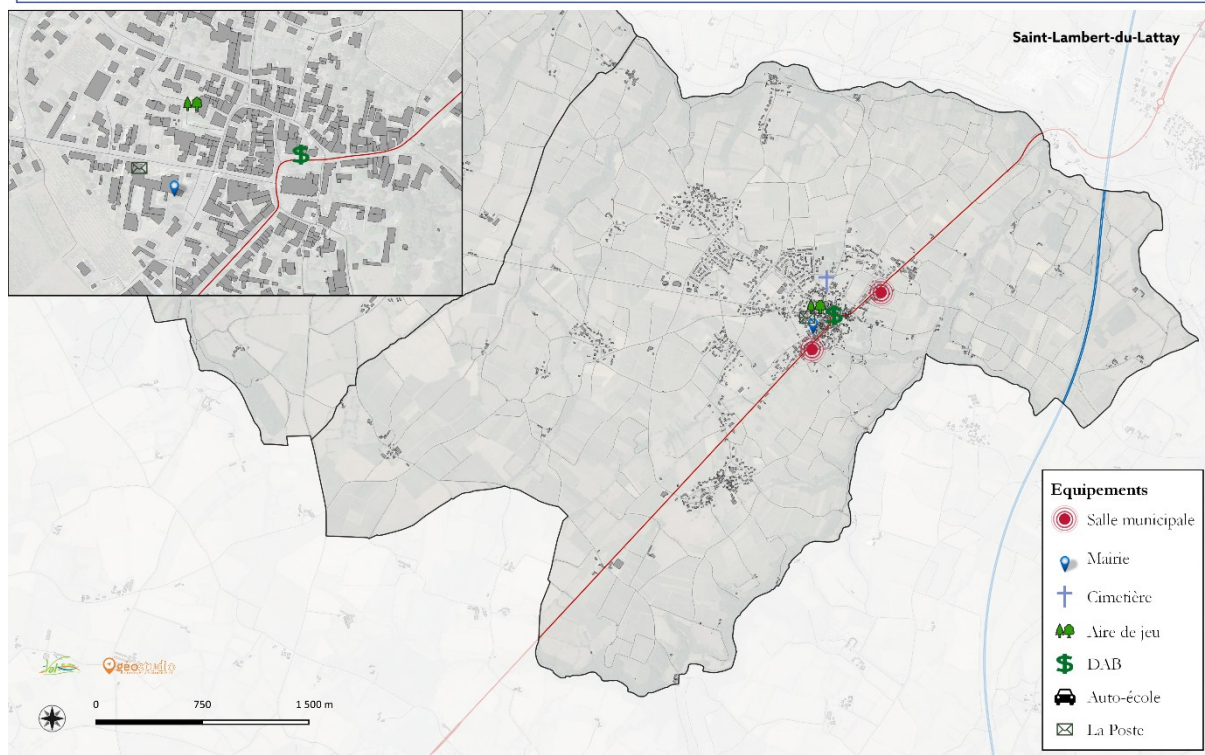 Saint-Lambert-du-Lattay
Equipements
Salle municipale
Mairie
Cimetière
Aire de jeu
DAB
Auto-école
La Poste
géostudio
0 750 1 500 m